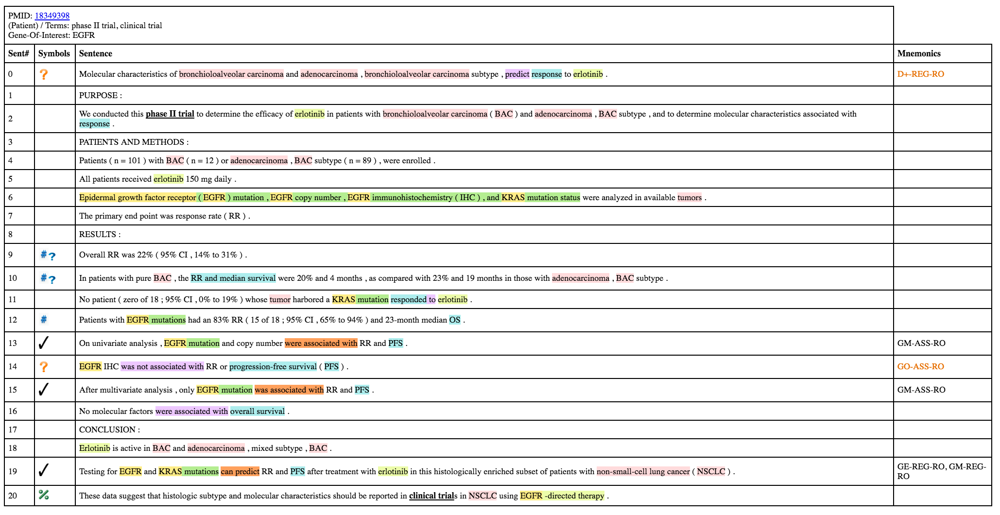 PMID: 18349398
(Patient) / Terms: phase II trial, clinical trial
Gene-Of-Interest: EGFR
Sent# Symbols Sentence Mnemonics
0 ? Molecular characteristics of bronchioloalveolar carcinoma and adenocarcinoma , bronchioloalveolar carcinoma subtype , predict response to erlotinib . D+-REG-RO
1 PURPOSE :
2 We conducted this phase II trial to determine the efficacy of erlotinib in patients with bronchioloalveolar carcinoma ( BAC ) and adenocarcinoma , BAC subtype , and to determine molecular characteristics associated with
response .
3 PATIENTS AND METHODS :
4 Patients ( n = 101 ) with BAC ( n = 12 ) or adenocarcinoma , BAC subtype ( n = 89 ) , were enrolled .
5 All patients received erlotinib 150 mg daily .
6 Epidermal growth factor receptor ( EGFR ) mutation , EGFR copy number , EGFR immunohistochemistry ( IHC ) , and KRAS mutation status were analyzed in available tumors .
7 The primary end point was response rate ( RR ) .
8 RESULTS :
9 #? Overall RR was 22% ( 95% CI , 14% to 31% ) .
10 #? In patients with pure BAC , the RR and median survival were 20% and 4 months , as compared with 23% and 19 months in those with adenocarcinoma , BAC subtype .
11 No patient ( zero of 18 ; 95% CI , 0% to 19% ) whose tumor harbored a KRAS mutation responded to erlotinib .
12 # Patients with EGFR mutations had an 83% RR ( 15 of 18 ; 95% CI , 65% to 94% ) and 23-month median OS .
13 ✓ On univariate analysis , EGFR mutation and copy number were associated with RR and PFS . GM-ASS-RO
14 ? EGFR IHC was not associated with RR or progression-free survival ( PFS ) . GO-ASS-RO
15 ✓ After multivariate analysis , only EGFR mutation was associated with RR and PFS . GM-ASS-RO
16 No molecular factors were associated with overall survival .
17 CONCLUSION :
18 Erlotinib is active in BAC and adenocarcinoma , mixed subtype , BAC .
19 ✓ Testing for EGFR and KRAS mutations can predict RR and PFS after treatment with erlotinib in this histologically enriched subset of patients with non-small-cell lung cancer ( NSCLC ) . GE-REG-RO, GM-REG-
RO
20 % These data suggest that histologic subtype and molecular characteristics should be reported in clinical trials in NSCLC using EGFR -directed therapy .